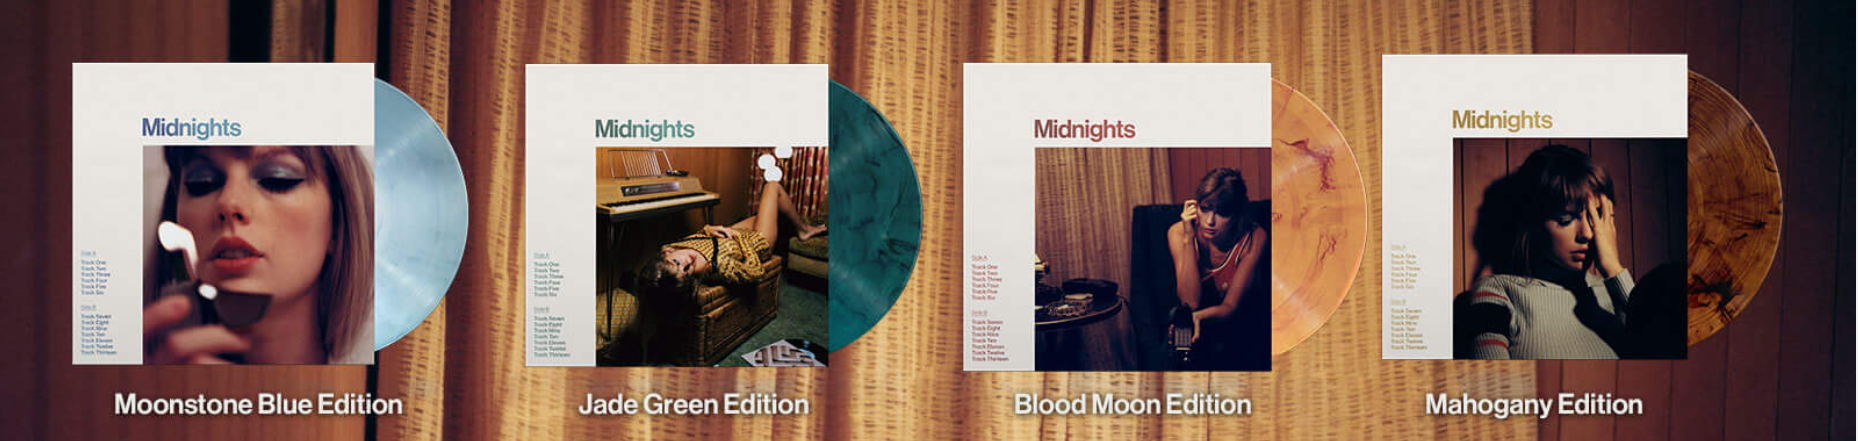 Midnights
Side A
Track One
Track Two
Track Three
Track Four
Track Five
Track Six
Side B
Track Seven
Track Eight
Track Nine
Track Ten
Track Eleven
Track Twelve
Track Thirteen
Moonstone Blue Edition
Midnights
Side A
Track One
Track Two
Track Three
Track Four
Track Five
Track Six
Side B
Track Seven
Track Eight
Track Nine
Track Ten
Track Eleven
Track Twelve
Track Thirteen
Jade Green Edition
Midnights
Side A
Track One
Track Two
Track Three
Track Four
Track Five
Track Six
Side B
Track Seven
Track Eight
Track Nine
Track Ten
Track Eleven
Track Twelve
Track Thirteen
Blood Moon Edition
Midnights
Side A
Track One
Track Two
Track Three
Track Four
Track Five
Track Six
Side B
Track Seven
Track Eight
Track Nine
Track Ten
Track Eleven
Track Twelve
Track Thirteen
Mahogany Edition